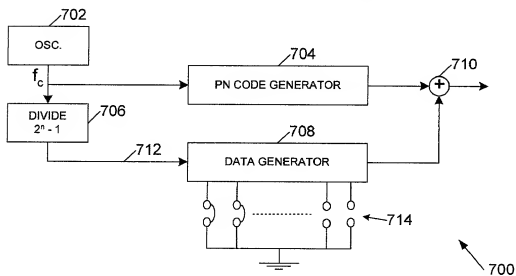 702
OSC.
704
fc
PN CODE GENERATOR
710
+
DIVIDE
2ⁿ - 1
706
708
712
DATA GENERATOR
714
700